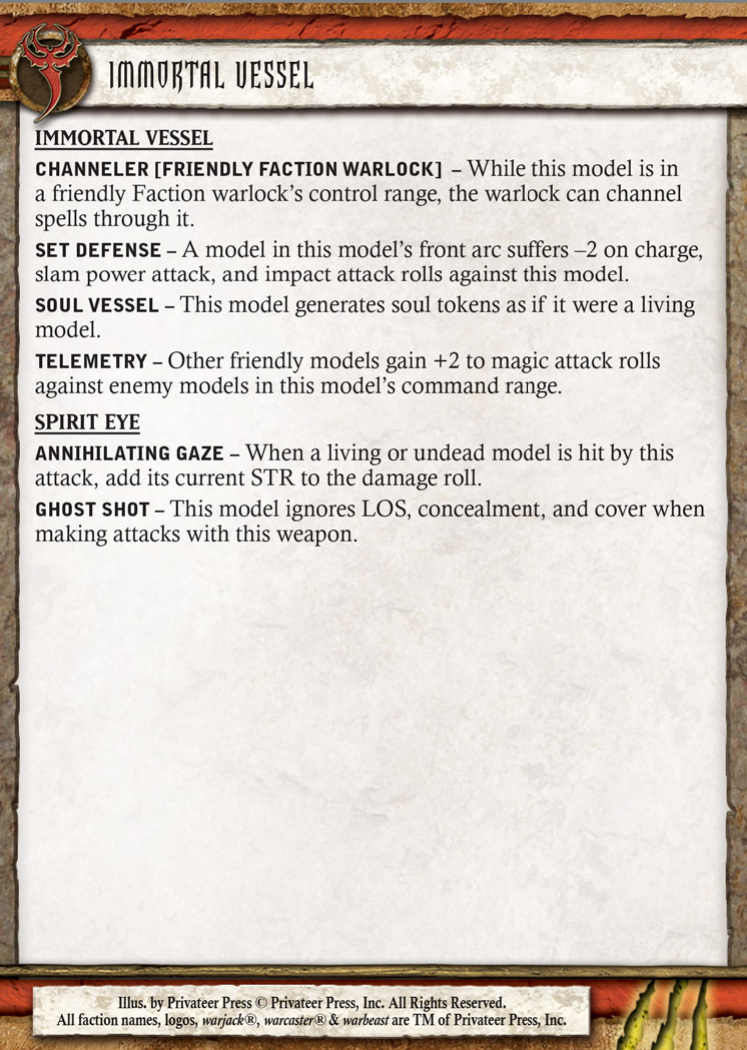 IMMORTAL VESSEL
IMMORTAL VESSEL
CHANNELER [FRIENDLY FACTION WARLOCK] – While this model is in
a friendly Faction warlock's control range, the warlock can channel
spells through it.
SET DEFENSE – A model in this model's front arc suffers –2 on charge,
slam power attack, and impact attack rolls against this model.
SOUL VESSEL – This model generates soul tokens as if it were a living
model.
TELEMETRY – Other friendly models gain +2 to magic attack rolls
against enemy models in this model's command range.
SPIRIT EYE
ANNIHILATING GAZE – When a living or undead model is hit by this
attack, add its current STR to the damage roll.
GHOST SHOT – This model ignores LOS, concealment, and cover when
making attacks with this weapon.
Illus. by Privateer Press © Privateer Press, Inc. All Rights Reserved.
All faction names, logos, warjack®, warcaster® & warbeast are TM of Privateer Press, Inc.